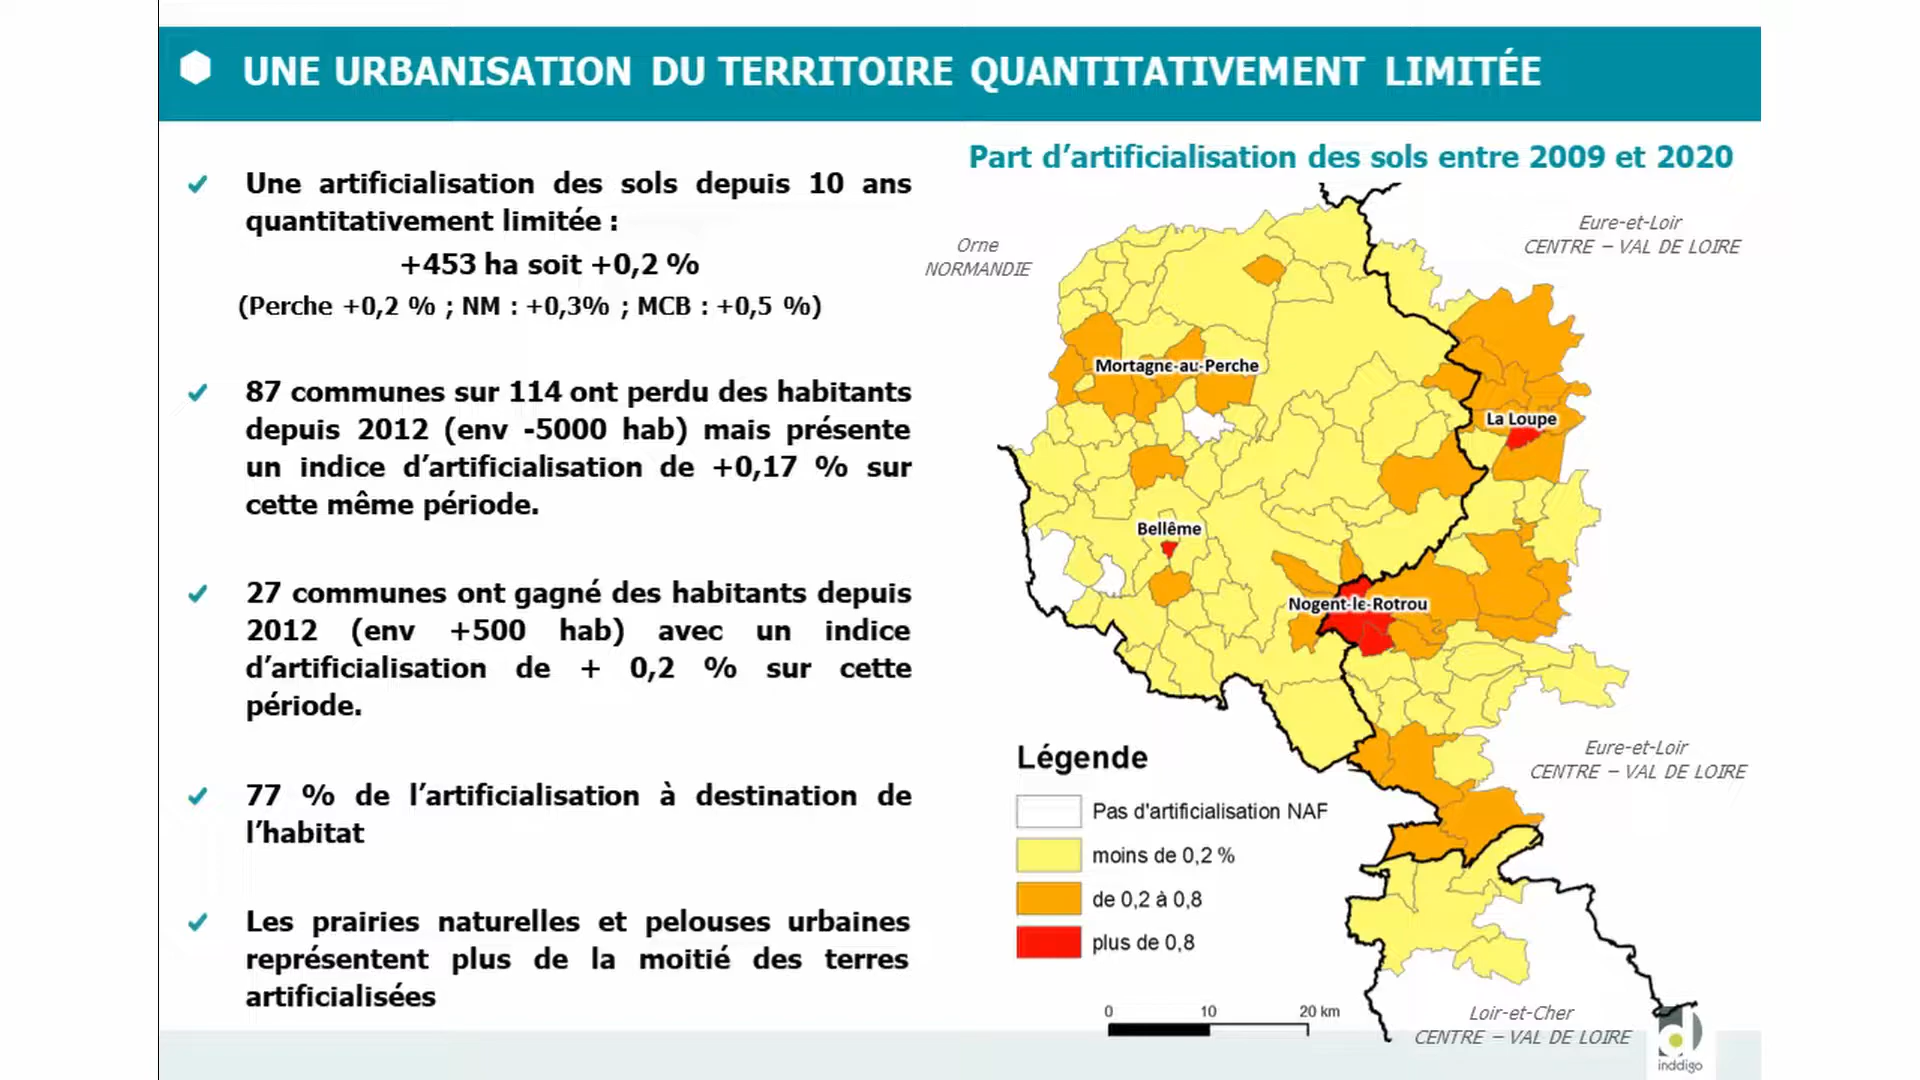 UNE URBANISATION DU TERRITOIRE QUANTITATIVEMENT LIMITÉE
Une artificialisation des sols depuis 10 ans
quantitativement limitée :
+453 ha soit +0,2 %
(Perche +0,2 % ; NM : +0,3% ; MCB : +0,5 %)
87 communes sur 114 ont perdu des habitants
depuis 2012 (env -5000 hab) mais présente
un indice d’artificialisation de +0,17 % sur
cette même période.
27 communes ont gagné des habitants depuis
2012 (env +500 hab) avec un indice
d’artificialisation de + 0,2 % sur cette
période.
77 % de l’artificialisation à destination de
l’habitat
Les prairies naturelles et pelouses urbaines
représentent plus de la moitié des terres
artificialisées
Part d’artificialisation des sols entre 2009 et 2020
Orne
NORMANDIE
Eure-et-Loir
CENTRE – VAL DE LOIRE
Mortagne-au-Perche
La Loupe
Bellême
Nogent-le-Rotrou
Eure-et-Loir
CENTRE – VAL DE LOIRE
Légende
Pas d'artificialisation NAF
moins de 0,2 %
de 0,2 à 0,8
plus de 0,8
0 10 20 km
Loir-et-Cher
CENTRE – VAL DE LOIRE
inddigo